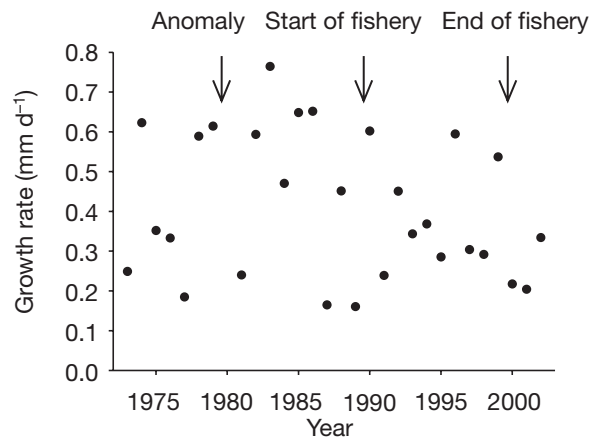 Anomaly Start of fishery End of fishery
0.8
0.7
0.6
0.5
0.4
0.3
0.2
0.1
0.0
Growth rate (mm d⁻¹)
1975 1980 1985 1990 1995 2000
Year